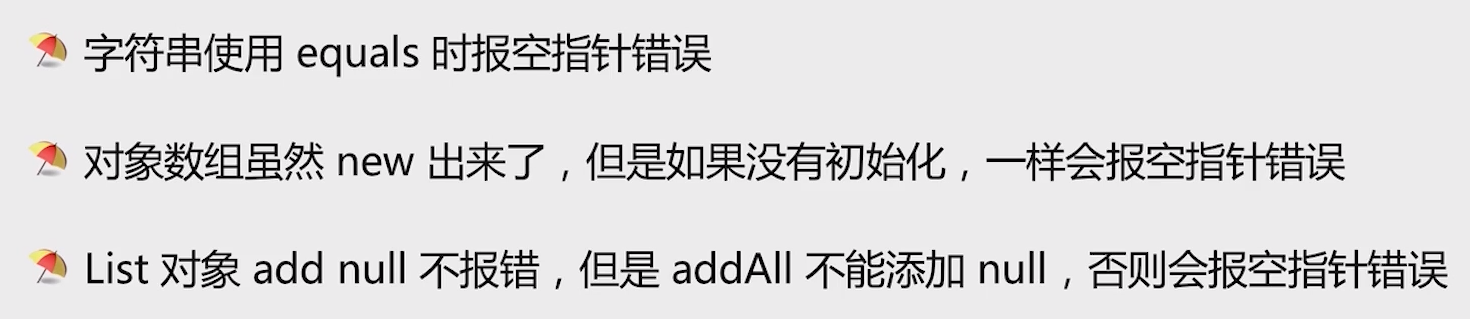 字符串使用 equals 时报空指针错误
对象数组虽然 new 出来了，但是如果没有初始化，一样会报空指针错误
List 对象 add null 不报错，但是 addAll 不能添加 null，否则会报空指针错误